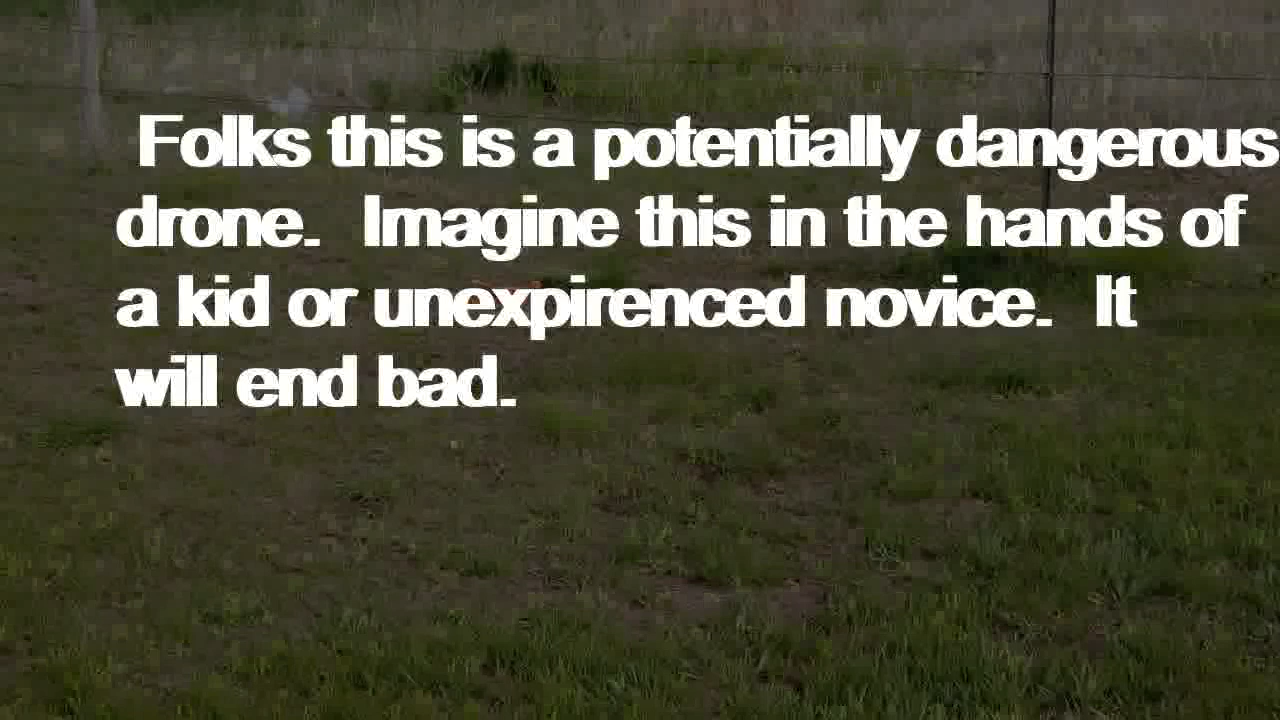 Folks this is a potentially dangerous
drone. Imagine this in the hands of
a kid or unexpirenced novice. It
will end bad.